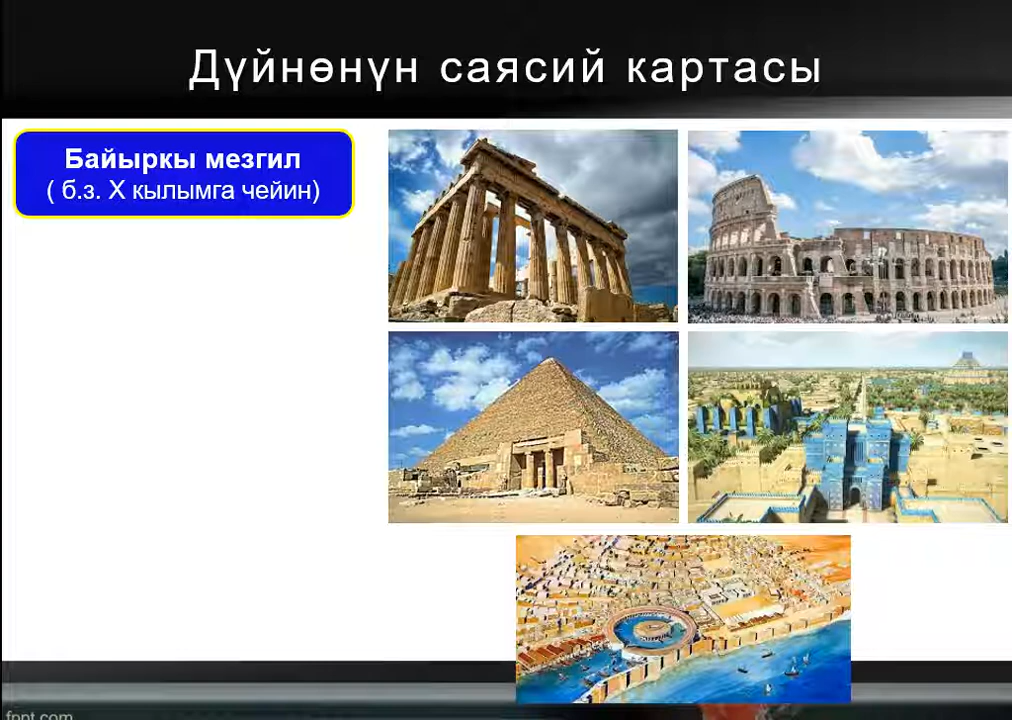 Дүйнөнүн саясий картасы
Байыркы мезгил
( б.з. X кылымга чейин)
fppt.com